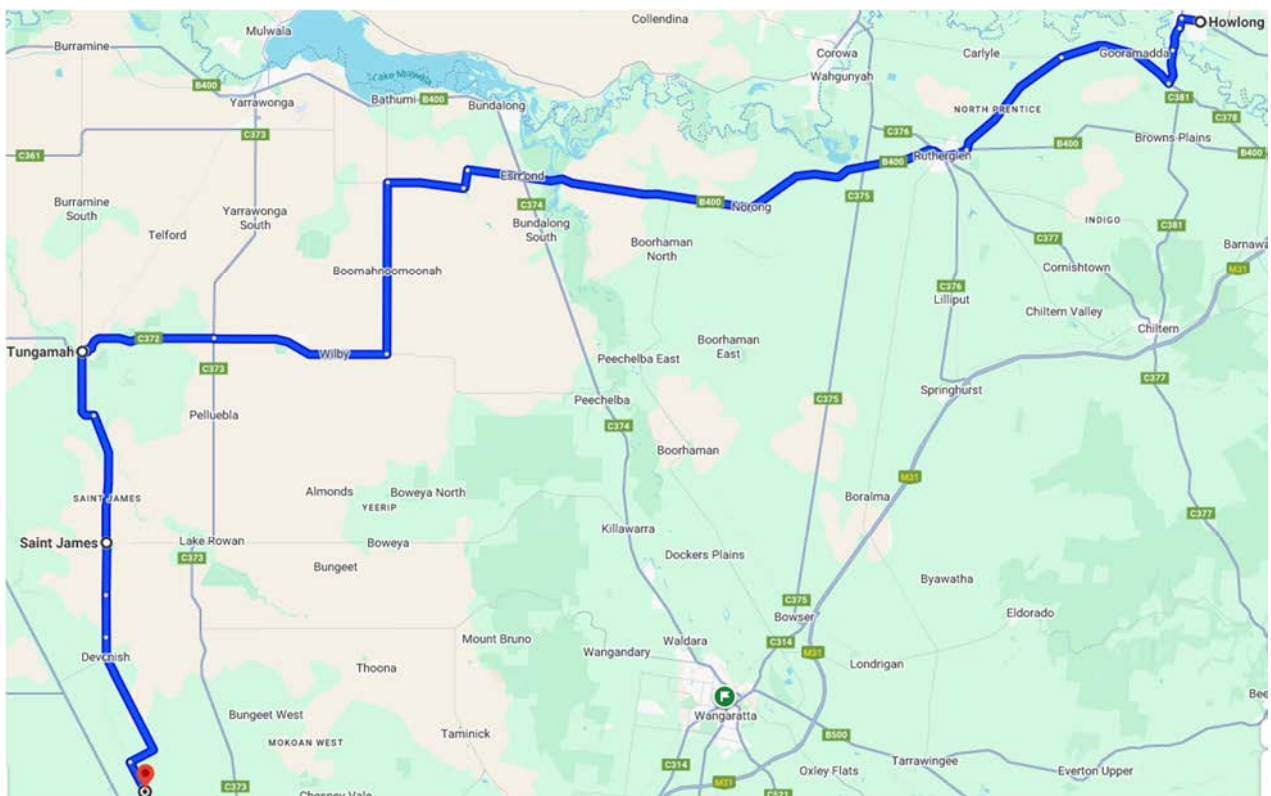 Collendina
Howlong
Mulwala
Burramine
Corowa
Carlyle
Gooramadda
Wahgunyah
B400
Lake Mulwala
Yarrawonga
Bathumi
B400
Bundalong
C381
NORTH PRENTICE
C378
C373
C376
Browns Plains
C361
B400
Rutherglen
B400
B400
Esmond
Burramine
South
C375
C374
B400
Norong
Yarrawonga
South
Bundalong
South
INDIGO
Telford
C377
C381
Boorhaman
North
Barnawa
Boomahnoomoonah
Cornishtown
M31
C376
Lilliput
Chiltern Valley
Chiltern
C372
Tungamah
Wilby
Boorhaman
East
Peechelba East
C373
C377
Springhurst
Peechelba
C375
Pelluebla
C374
Boorhaman
M31
Almonds
Boweya North
SAINT JAMES
YEERIP
Boralma
C377
Killawarra
Saint James
Lake Rowan
Boweya
Dockers Plains
C373
Bungeet
Byawatha
C375
Eldorado
Bowser
Mount Bruno
Waldara
C314
Wangandary
M31
Devenish
Londrigan
Thoona
Bee
Bungeet West
Wangaratta
Taminick
B500
MOKOAN WEST
Tarrawingee
C314
Oxley Flats
Everton Upper
C373
M31
Chesney Vale
C521